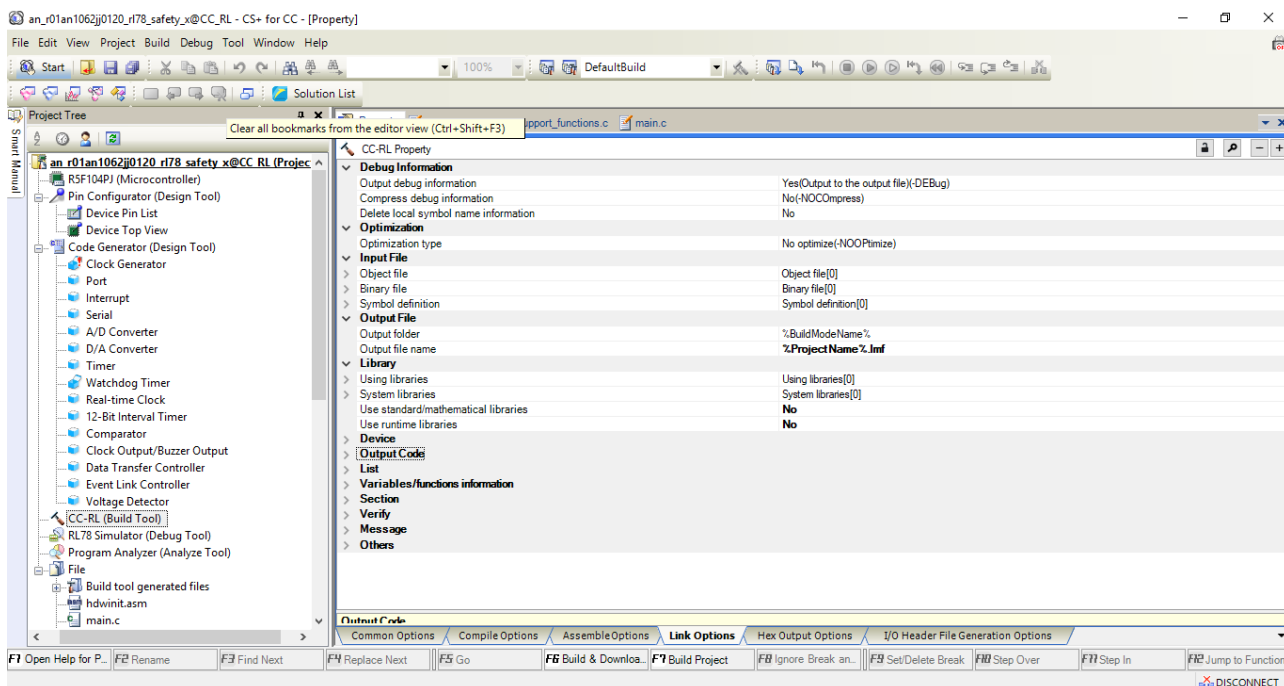 an_r01an1062jj0120_rl78_safety_x@CC_RL - CS+ for CC - [Property]
File Edit View Project Build Debug Tool Window Help
Start 100% DefaultBuild
Solution List
Project Tree
Clear all bookmarks from the editor view (Ctrl+Shift+F3)
upport_functions.c main.c
Smart Manual
CC-RL Property
an_r01an1062jj0120_rl78_safety_x@CC_RL (Projec
R5F104PJ (Microcontroller)
Pin Configurator (Design Tool)
Device Pin List
Device Top View
Code Generator (Design Tool)
Clock Generator
Port
Interrupt
Serial
A/D Converter
D/A Converter
Timer
Watchdog Timer
Real-time Clock
12-Bit Interval Timer
Comparator
Clock Output/Buzzer Output
Data Transfer Controller
Event Link Controller
Voltage Detector
CC-RL (Build Tool)
RL78 Simulator (Debug Tool)
Program Analyzer (Analyze Tool)
File
Build tool generated files
hdwinit.asm
main.c
Debug Information
Output debug information Yes(Output to the output file)(-DEBug)
Compress debug information No(-NOCOmpress)
Delete local symbol name information No
Optimization
Optimization type No optimize(-NOOPtimize)
Input File
Object file Object file[0]
Binary file Binary file[0]
Symbol definition Symbol definition[0]
Output File
Output folder %BuildModeName%
Output file name %ProjectName%.lmf
Library
Using libraries Using libraries[0]
System libraries System libraries[0]
Use standard/mathematical libraries No
Use runtime libraries No
Device
Output Code
List
Variables/functions information
Section
Verify
Message
Others
Output Code
Common Options Compile Options Assemble Options Link Options Hex Output Options I/O Header File Generation Options
F1 Open Help for P... F2 Rename F3 Find Next F4 Replace Next F5 Go F6 Build & Downloa... F7 Build Project F8 Ignore Break an... F9 Set/Delete Break F10 Step Over F11 Step In F12 Jump to Function
DISCONNECT